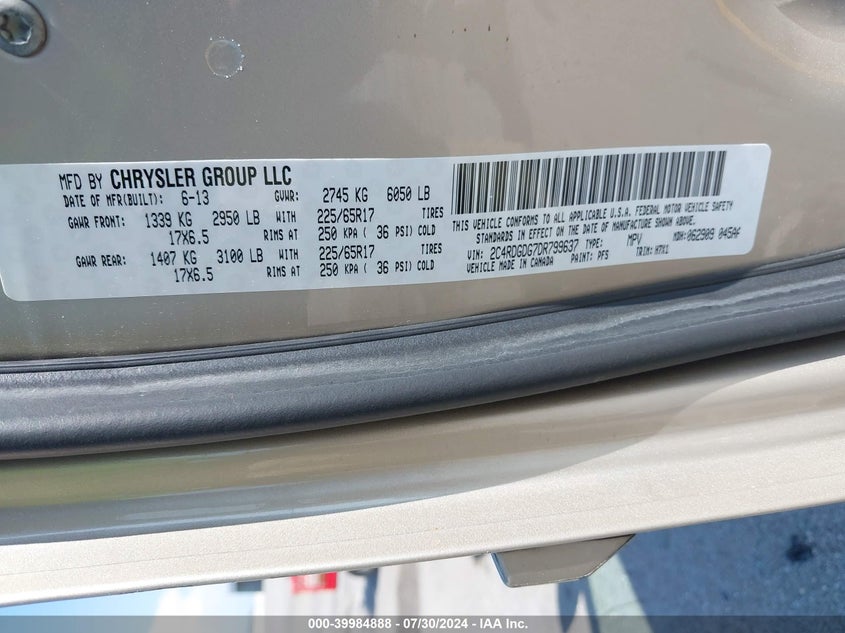 MFD BY CHRYSLER GROUP LLC
DATE OF MFR(BUILT): 6-13 GVWR: 2745 KG 6050 LB
GAWR FRONT: 1339 KG 2950 LB WITH 225/65R17 TIRES
17X6.5 RIMS AT 250 KPA ( 36 PSI) COLD
GAWR REAR: 1407 KG 3100 LB WITH 225/65R17 TIRES
17X6.5 RIMS AT 250 KPA ( 36 PSI) COLD
THIS VEHICLE CONFORMS TO ALL APPLICABLE U.S.A. FEDERAL MOTOR VEHICLE SAFETY
STANDARDS IN EFFECT ON THE DATE OF MANUFACTURE SHOWN ABOVE.
VIN: 2C4RDGDG7DR799637 TYPE: MPV MDH: 062909 045AF
VEHICLE MADE IN CANADA PAINT: PFS TRIM: H7X1
000-39984888 - 07/30/2024 - IAA Inc.